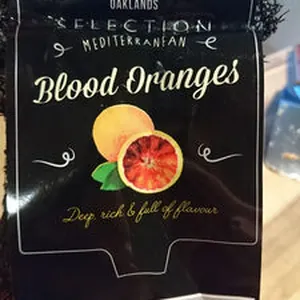 OAKLANDS
SELECTION
MEDITERRANEAN
Blood Oranges
Deep, rich & full of flavour